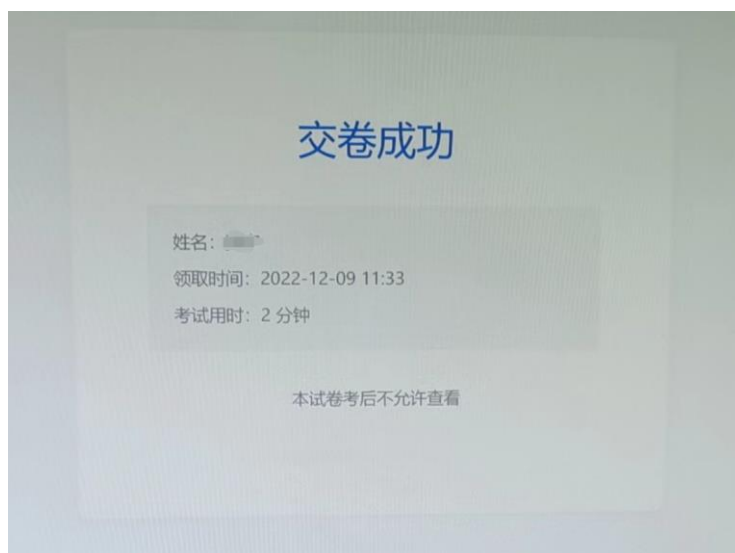 交卷成功
姓名：
领取时间：2022-12-09 11:33
考试用时：2 分钟
本试卷考后不允许查看